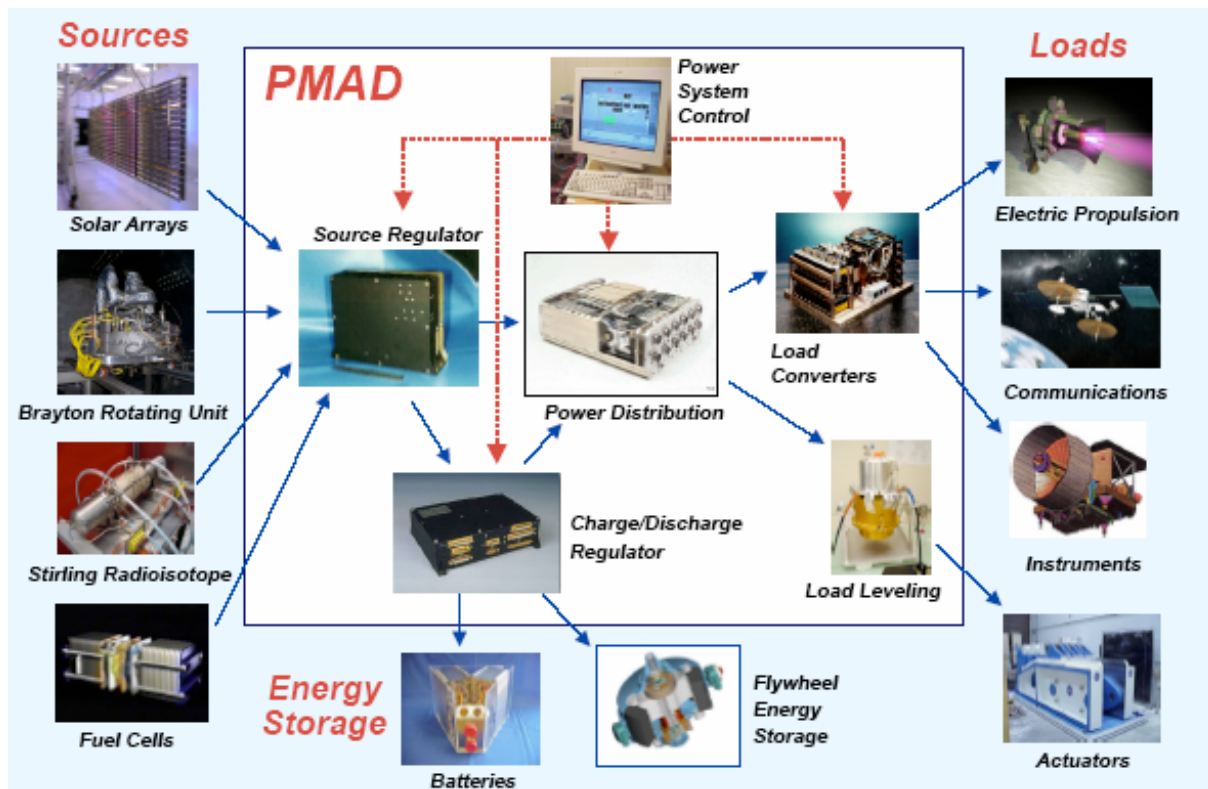 Sources
Loads
PMAD
Power
System
Control
Solar Arrays
Source Regulator
Electric Propulsion
Brayton Rotating Unit
Power Distribution
Load
Converters
Communications
Stirling Radioisotope
Charge/Discharge
Regulator
Load Leveling
Instruments
Fuel Cells
Energy
Storage
Batteries
Flywheel
Energy
Storage
Actuators